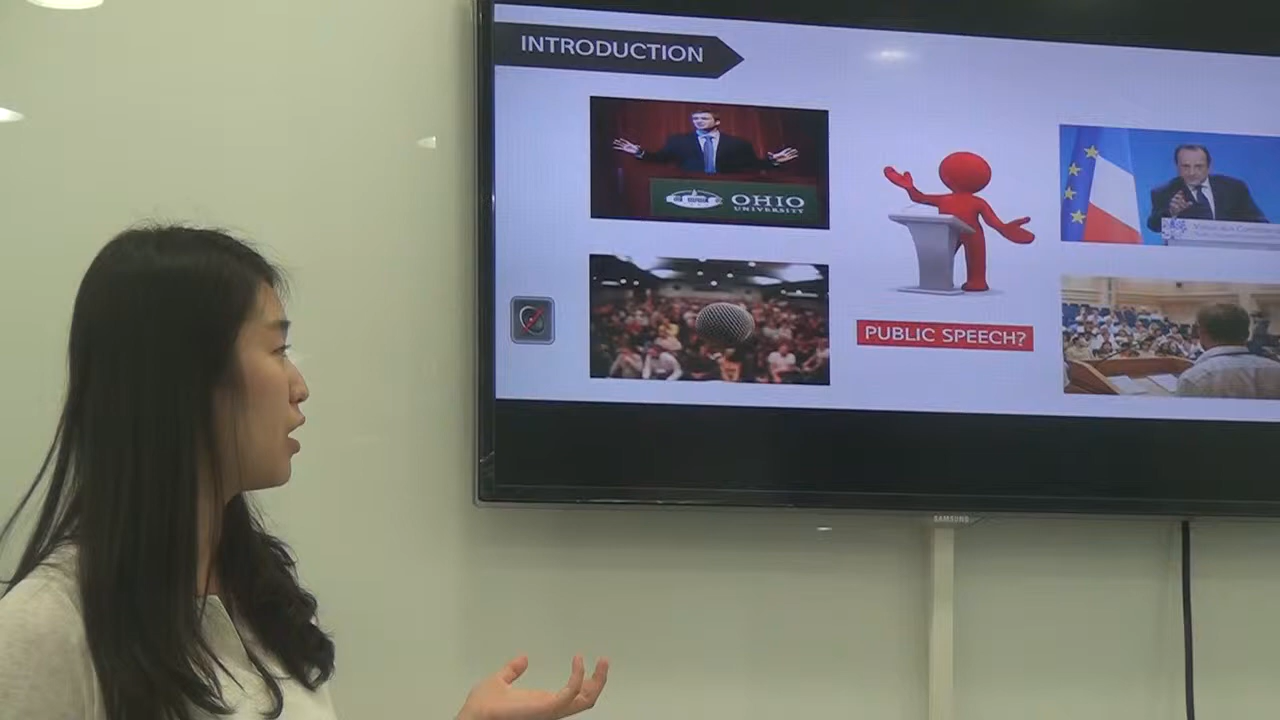 INTRODUCTION
OHIO
UNIVERSITY
PUBLIC SPEECH?
SAMSUNG